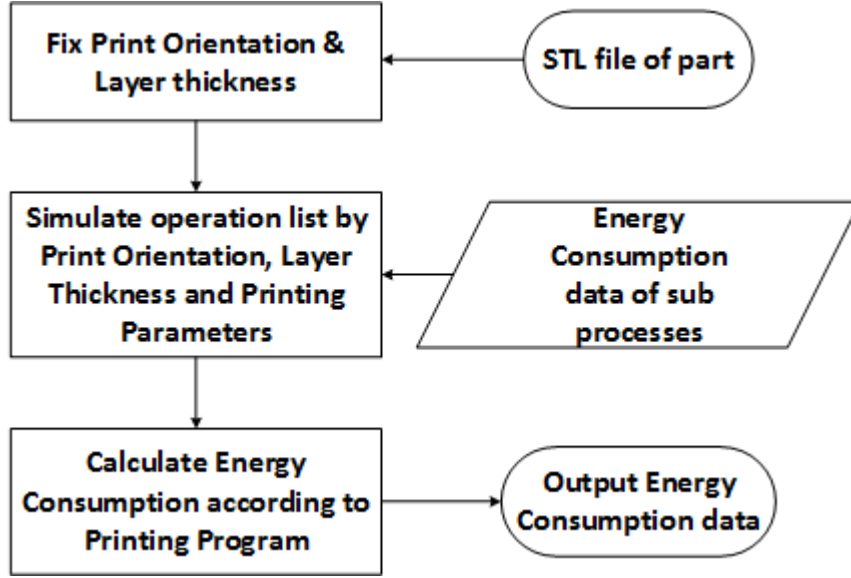 Fix Print Orientation &
Layer thickness
STL file of part
Simulate operation list by
Print Orientation, Layer
Thickness and Printing
Parameters
Energy
Consumption
data of sub
processes
Calculate Energy
Consumption according to
Printing Program
Output Energy
Consumption data